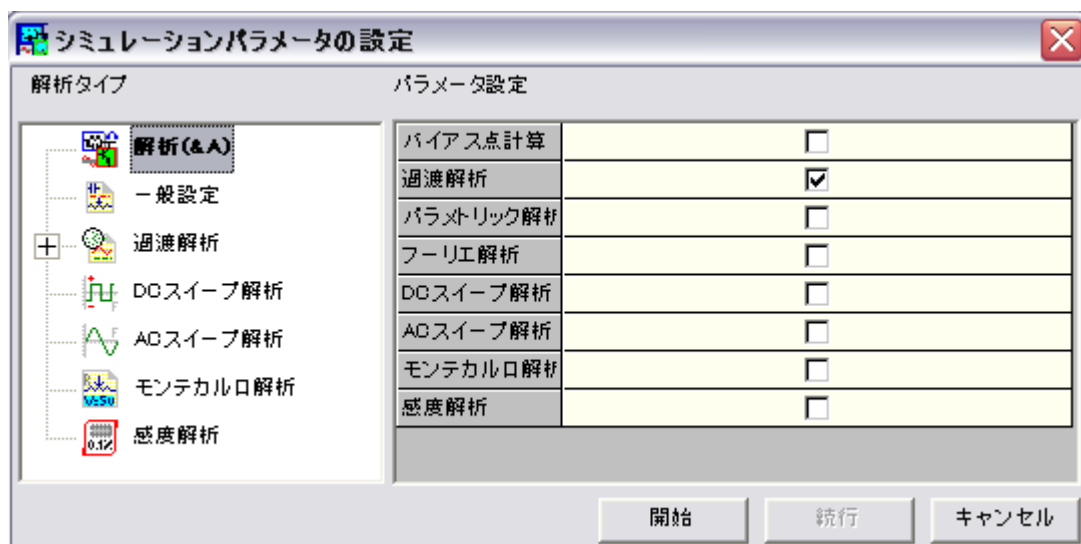 シミュレーションパラメータの設定
解析タイプ
パラメータ設定
解析(&A)
一般設定
過渡解析
DCスイープ解析
ACスイープ解析
モンテカルロ解析
感度解析
バイアス点計算
過渡解析
パラメトリック解析
フーリエ解析
DCスイープ解析
ACスイープ解析
モンテカルロ解析
感度解析
開始
続行
キャンセル